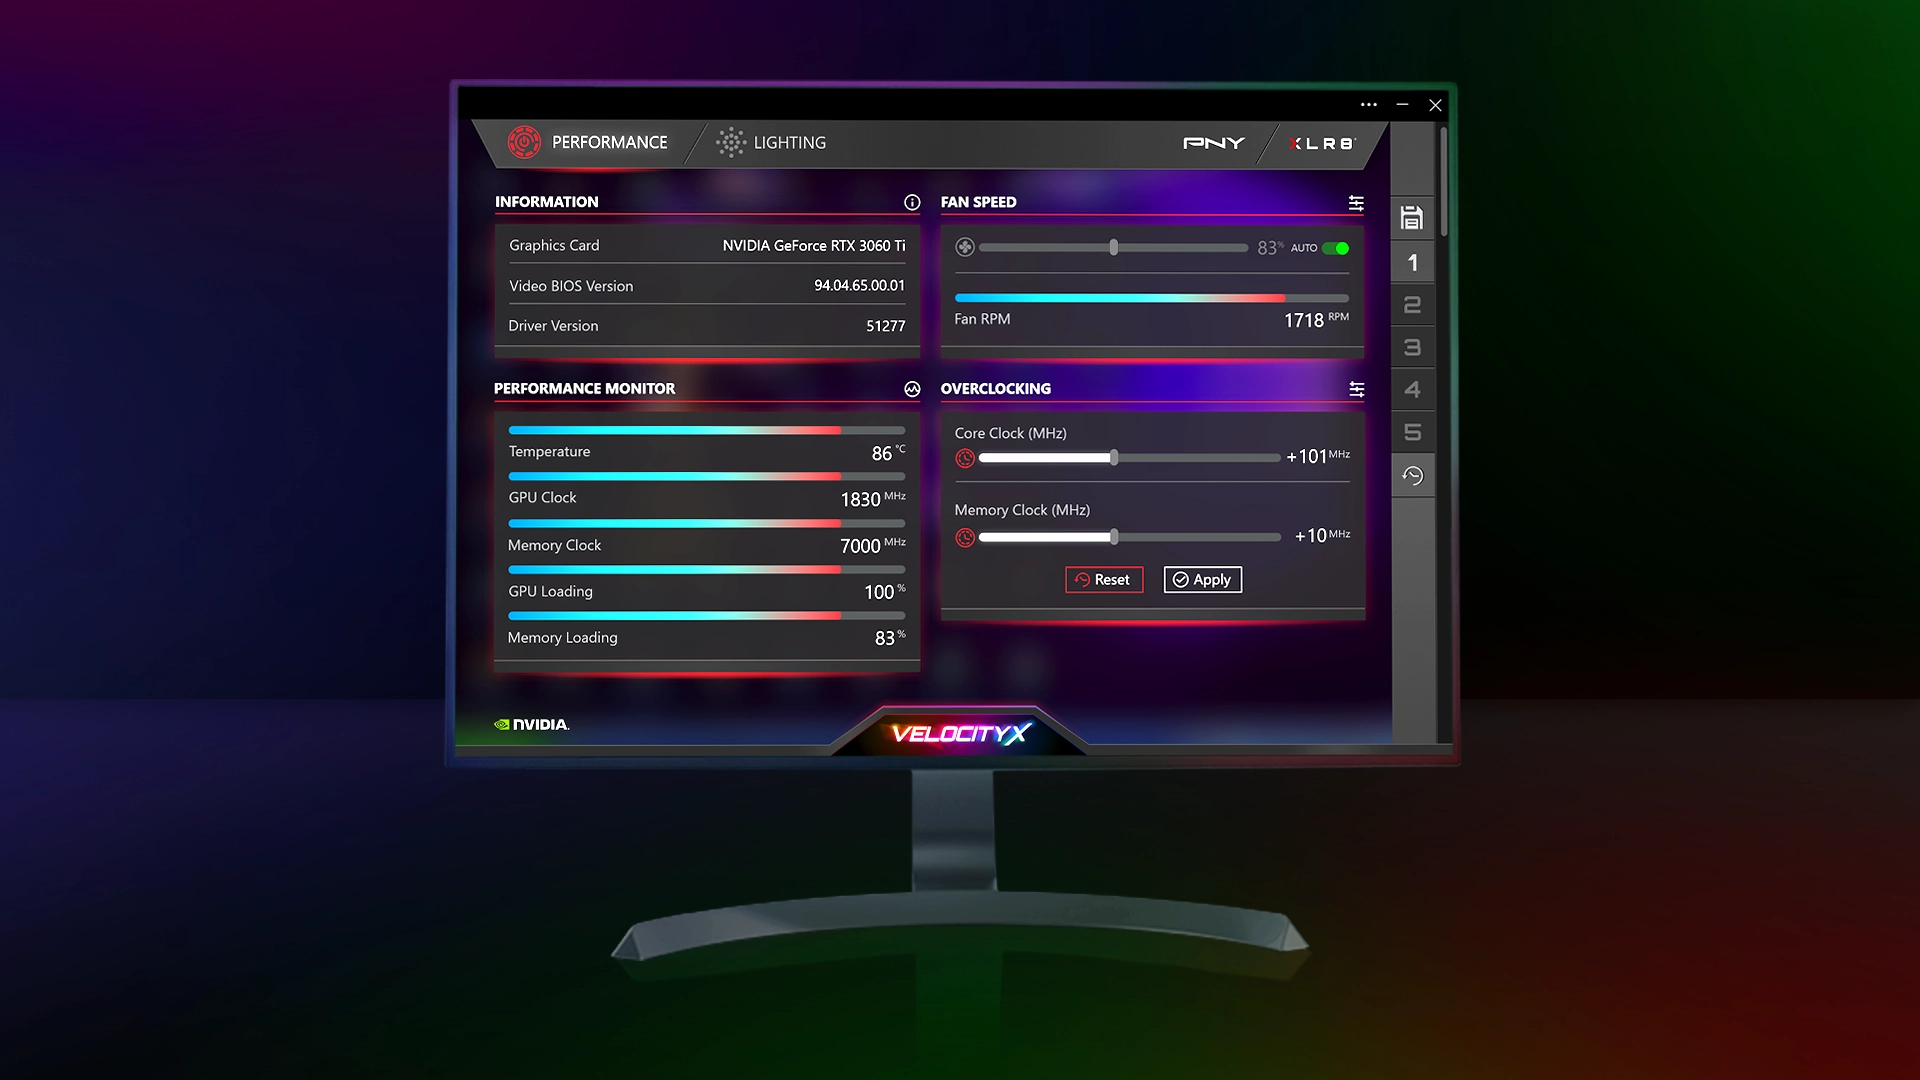 PERFORMANCE
LIGHTING
PNY
XLR8
INFORMATION
Graphics Card NVIDIA GeForce RTX 3060 Ti
Video BIOS Version 94.04.65.00.01
Driver Version 51277
FAN SPEED
83% AUTO
Fan RPM 1718 RPM
PERFORMANCE MONITOR
Temperature 86 °C
GPU Clock 1830 MHz
Memory Clock 7000 MHz
GPU Loading 100 %
Memory Loading 83 %
OVERCLOCKING
Core Clock (MHz)
+101 MHz
Memory Clock (MHz)
+10 MHz
Reset Apply
1
2
3
4
5
NVIDIA.
VELOCITYX